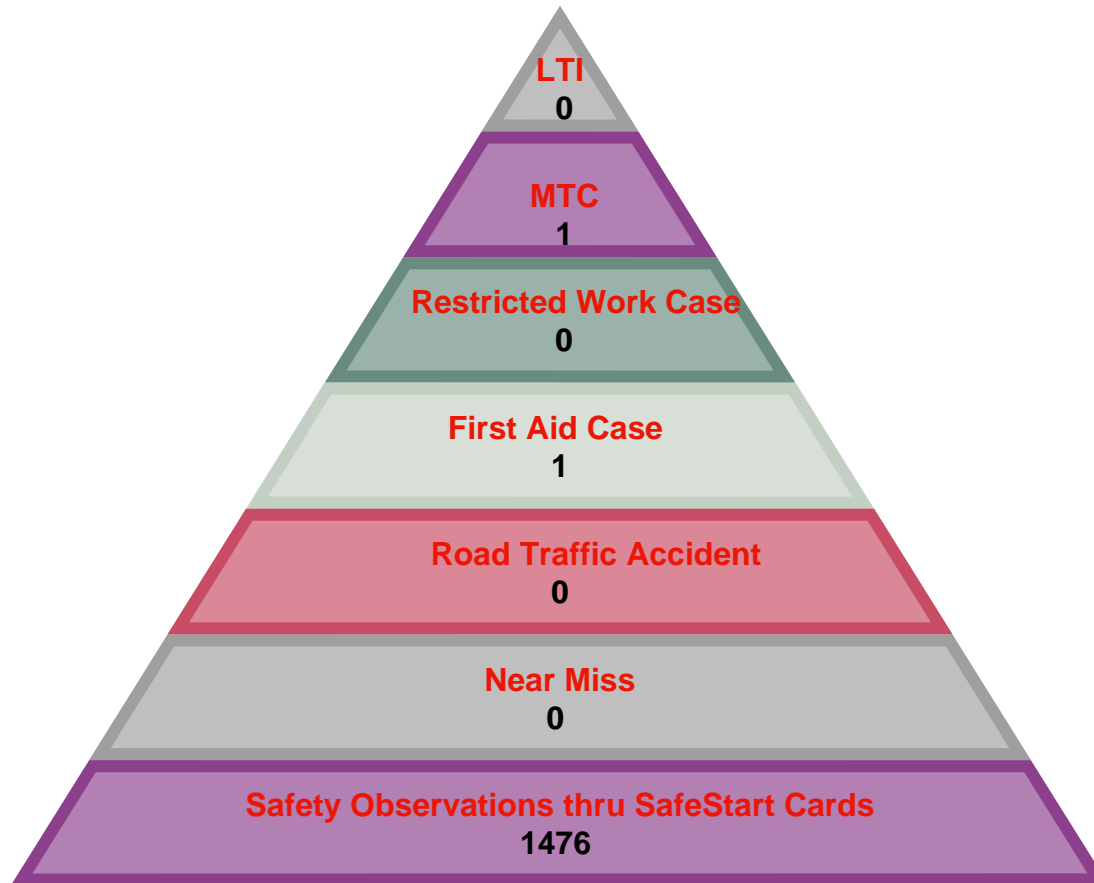 LTI
0
MTC
1
Restricted Work Case
0
First Aid Case
1
Road Traffic Accident
0
Near Miss
0
Safety Observations thru SafeStart Cards
1476